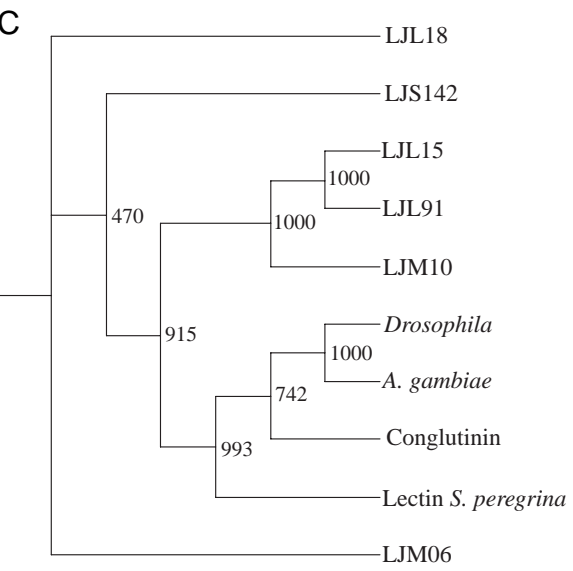 C
LJL18
LJS142
LJL15
1000
LJL91
470
1000
LJM10
Drosophila
915
1000
A. gambiae
742
Conglutinin
993
Lectin S. peregrina
LJM06